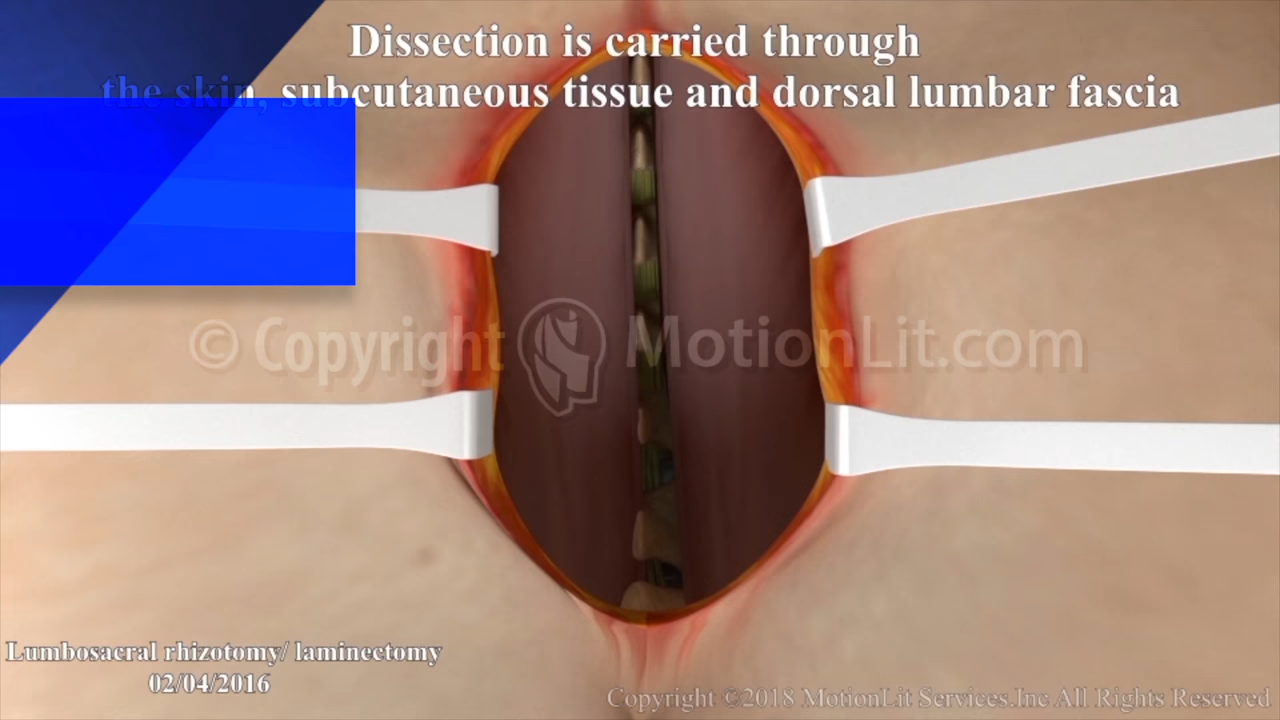 Dissection is carried through
the skin, subcutaneous tissue and dorsal lumbar fascia
© Copyright MotionLit.com
Lumbosacral rhizotomy/ laminectomy
02/04/2016
Copyright ©2018 MotionLit Services.Inc All Rights Reserved